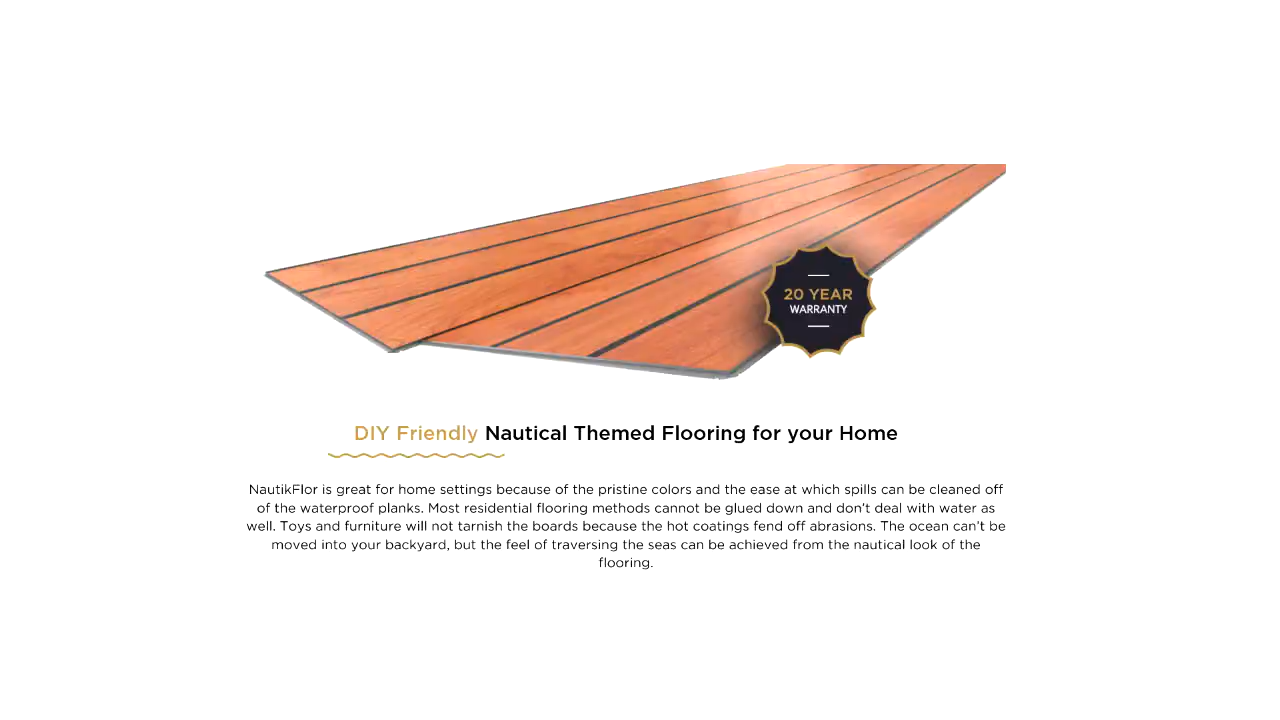 20 YEAR
WARRANTY
DIY Friendly Nautical Themed Flooring for your Home
NautikFlor is great for home settings because of the pristine colors and the ease at which spills can be cleaned off
of the waterproof planks. Most residential flooring methods cannot be glued down and don’t deal with water as
well. Toys and furniture will not tarnish the boards because the hot coatings fend off abrasions. The ocean can’t be
moved into your backyard, but the feel of traversing the seas can be achieved from the nautical look of the
flooring.